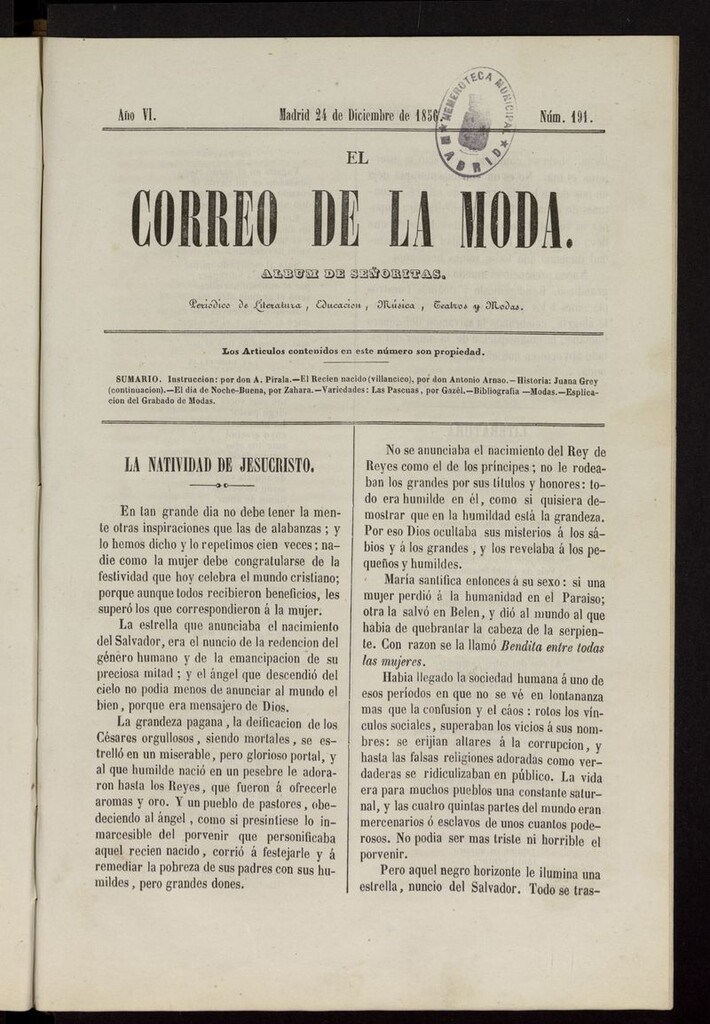 Año VI.
Madrid 24 de Diciembre de 1856.
Núm. 191.
HEMEROTECA MUNICIPAL
MADRID
EL
CORREO DE LA MODA.
ALBUM DE SEÑORITAS.
Periódico de Literatura, Educacion, Música, Teatros y Modas.
Los Articulos contenidos en este número son propiedad.
SUMARIO. Instruccion: por don A. Pirala.—El Recien nacido (villancico), por don Antonio Arnao.—Historia: Juana Grey
(continuacion).—El dia de Noche-Buena, por Zahara.—Variedades: Las Pascuas, por Gazél.—Bibliografia—Modas.—Esplica-
cion del Grabado de Modas.
LA NATIVIDAD DE JESUCRISTO.
En tan grande dia no debe tener la men-
te otras inspiraciones que las de alabanzas; y
lo hemos dicho y lo repetimos cien veces; na-
die como la mujer debe congratularse de la
festividad que hoy celebra el mundo cristiano;
porque aunque todos recibieron beneficios, les
superó los que correspondieron á la mujer.
La estrella que anunciaba el nacimiento
del Salvador, era el nuncio de la redencion del
género humano y de la emancipacion de su
preciosa mitad; y el ángel que descendió del
cielo no podia menos de anunciar al mundo el
bien, porque era mensajero de Dios.
La grandeza pagana, la deificacion de los
Césares orgullosos, siendo mortales, se es-
trelló en un miserable, pero glorioso portal, y
al que humilde nació en un pesebre le adora-
ron hasta los Reyes, que fueron á ofrecerle
aromas y oro. Y un pueblo de pastores, obe-
deciendo al ángel, como si presintiese lo in-
marcesible del porvenir que personificaba
aquel recien nacido, corrió á festejarle y á
remediar la pobreza de sus padres con sus hu-
mildes, pero grandes dones.
No se anunciaba el nacimiento del Rey de
Reyes como el de los príncipes; no le rodea-
ban los grandes por sus títulos y honores: to-
do era humilde en él, como si quisiera de-
mostrar que en la humildad está la grandeza.
Por eso Dios ocultaba sus misterios á los sá-
bios y á los grandes, y los revelaba á los pe-
queños y humildes.
María santifica entonces á su sexo: si una
mujer perdió á la humanidad en el Paraiso;
otra la salvó en Belen, y dió al mundo al que
habia de quebrantar la cabeza de la serpien-
te. Con razon se la llamó Bendita entre todas
las mujeres.
Habia llegado la sociedad humana á uno de
esos períodos en que no se vé en lontananza
mas que la confusion y el cáos: rotos los vín-
culos sociales, superaban los vicios á sus nom-
bres: se erijian altares á la corrupcion, y
hasta las falsas religiones adoradas como ver-
daderas se ridiculizaban en público. La vida
era para muchos pueblos una constante satur-
nal, y las cuatro quintas partes del mundo eran
mercenarios ó esclavos de unos cuantos pode-
rosos. No podia ser mas triste ni horrible el
porvenir.
Pero aquel negro horizonte le ilumina una
estrella, nuncio del Salvador. Todo se tras-